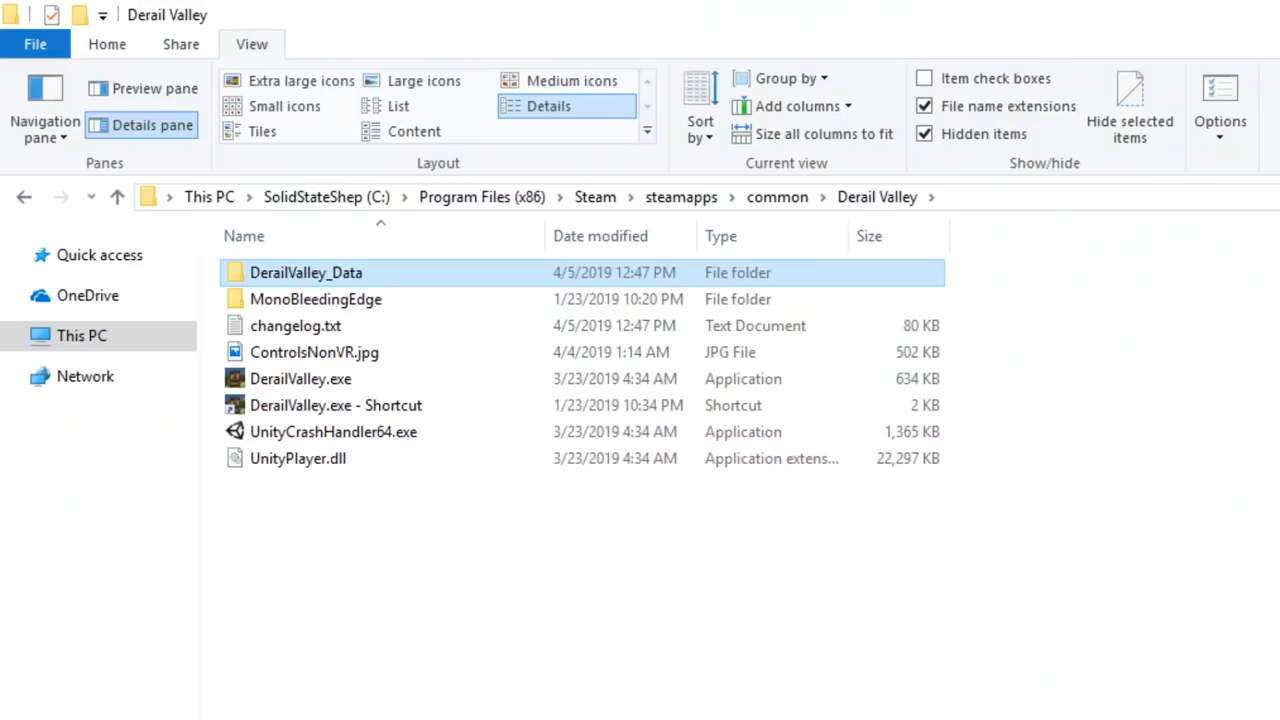 Derail Valley
File Home Share View
Navigation pane
Preview pane
Details pane
Panes
Extra large icons Large icons Medium icons
Small icons List Details
Tiles Content
Layout
Sort by
Group by
Add columns
Size all columns to fit
Current view
Item check boxes
File name extensions
Hidden items
Hide selected items
Show/hide
Options
This PC SolidStateShep (C:) Program Files (x86) Steam steamapps common Derail Valley
Quick access
OneDrive
This PC
Network
Name Date modified Type Size
DerailValley_Data 4/5/2019 12:47 PM File folder
MonoBleedingEdge 1/23/2019 10:20 PM File folder
changelog.txt 4/5/2019 12:47 PM Text Document 80 KB
ControlsNonVR.jpg 4/4/2019 1:14 AM JPG File 502 KB
DerailValley.exe 3/23/2019 4:34 AM Application 634 KB
DerailValley.exe - Shortcut 1/23/2019 10:34 PM Shortcut 2 KB
UnityCrashHandler64.exe 3/23/2019 4:34 AM Application 1,365 KB
UnityPlayer.dll 3/23/2019 4:34 AM Application extens... 22,297 KB